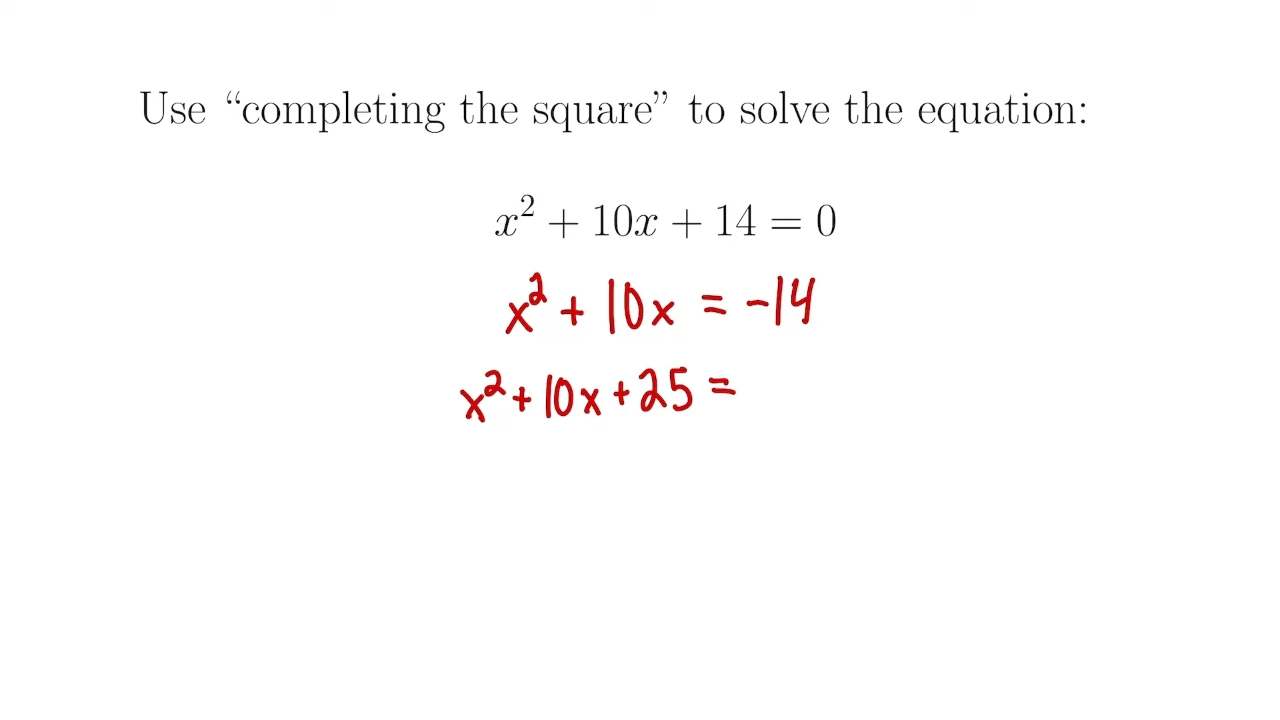 Use “completing the square” to solve the equation:
x² + 10x + 14 = 0
x² + 10x = -14
x² + 10x + 25 =